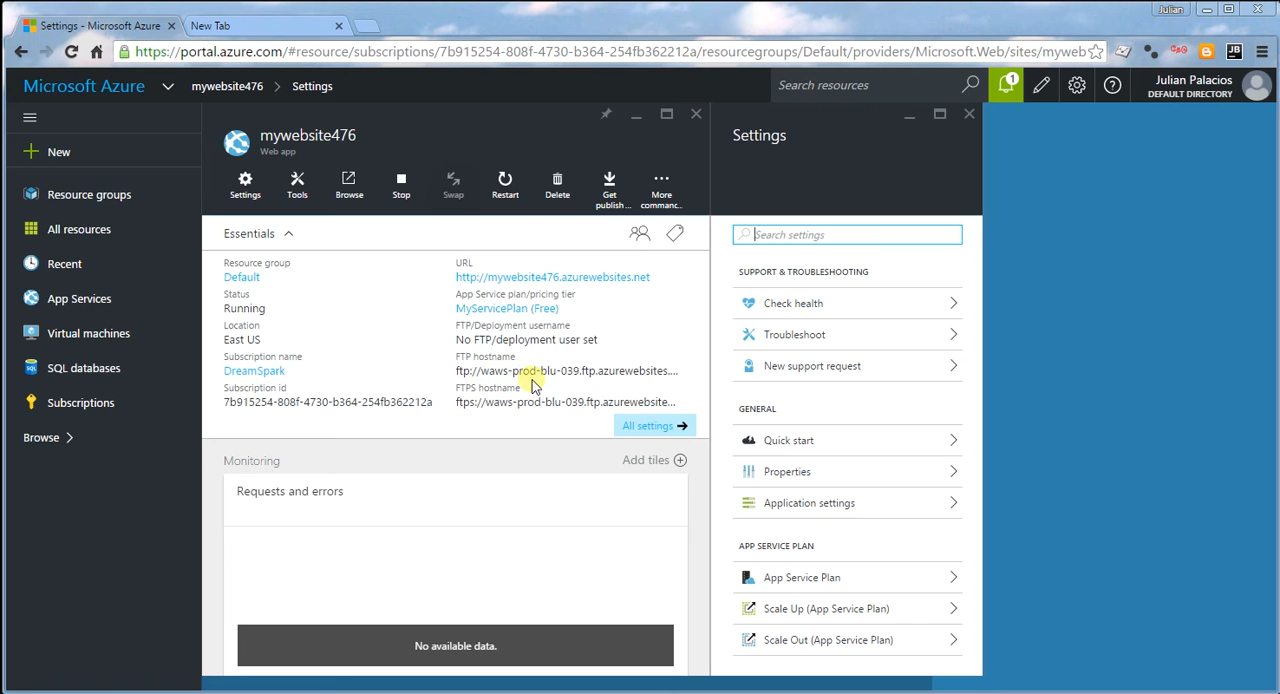 Julian
Settings - Microsoft Azure
New Tab
https://portal.azure.com/#resource/subscriptions/7b915254-808f-4730-b364-254fb362212a/resourcegroups/Default/providers/Microsoft.Web/sites/myweb
JB
Microsoft Azure
mywebsite476 > Settings
Search resources
1
Julian Palacios
DEFAULT DIRECTORY
New
Resource groups
All resources
Recent
App Services
Virtual machines
SQL databases
Subscriptions
Browse
mywebsite476
Web app
Settings
Tools
Browse
Stop
Swap
Restart
Delete
Get
publish...
More
commanc...
Essentials
Resource group
Default
Status
Running
Location
East US
Subscription name
DreamSpark
Subscription id
7b915254-808f-4730-b364-254fb362212a
URL
http://mywebsite476.azurewebsites.net
App Service plan/pricing tier
MyServicePlan (Free)
FTP/Deployment username
No FTP/deployment user set
FTP hostname
ftp://waws-prod-blu-039.ftp.azurewebsites....
FTPS hostname
ftps://waws-prod-blu-039.ftp.azurewebsite...
All settings
Monitoring
Add tiles
Requests and errors
No available data.
Settings
Search settings
SUPPORT & TROUBLESHOOTING
Check health
Troubleshoot
New support request
GENERAL
Quick start
Properties
Application settings
APP SERVICE PLAN
App Service Plan
Scale Up (App Service Plan)
Scale Out (App Service Plan)